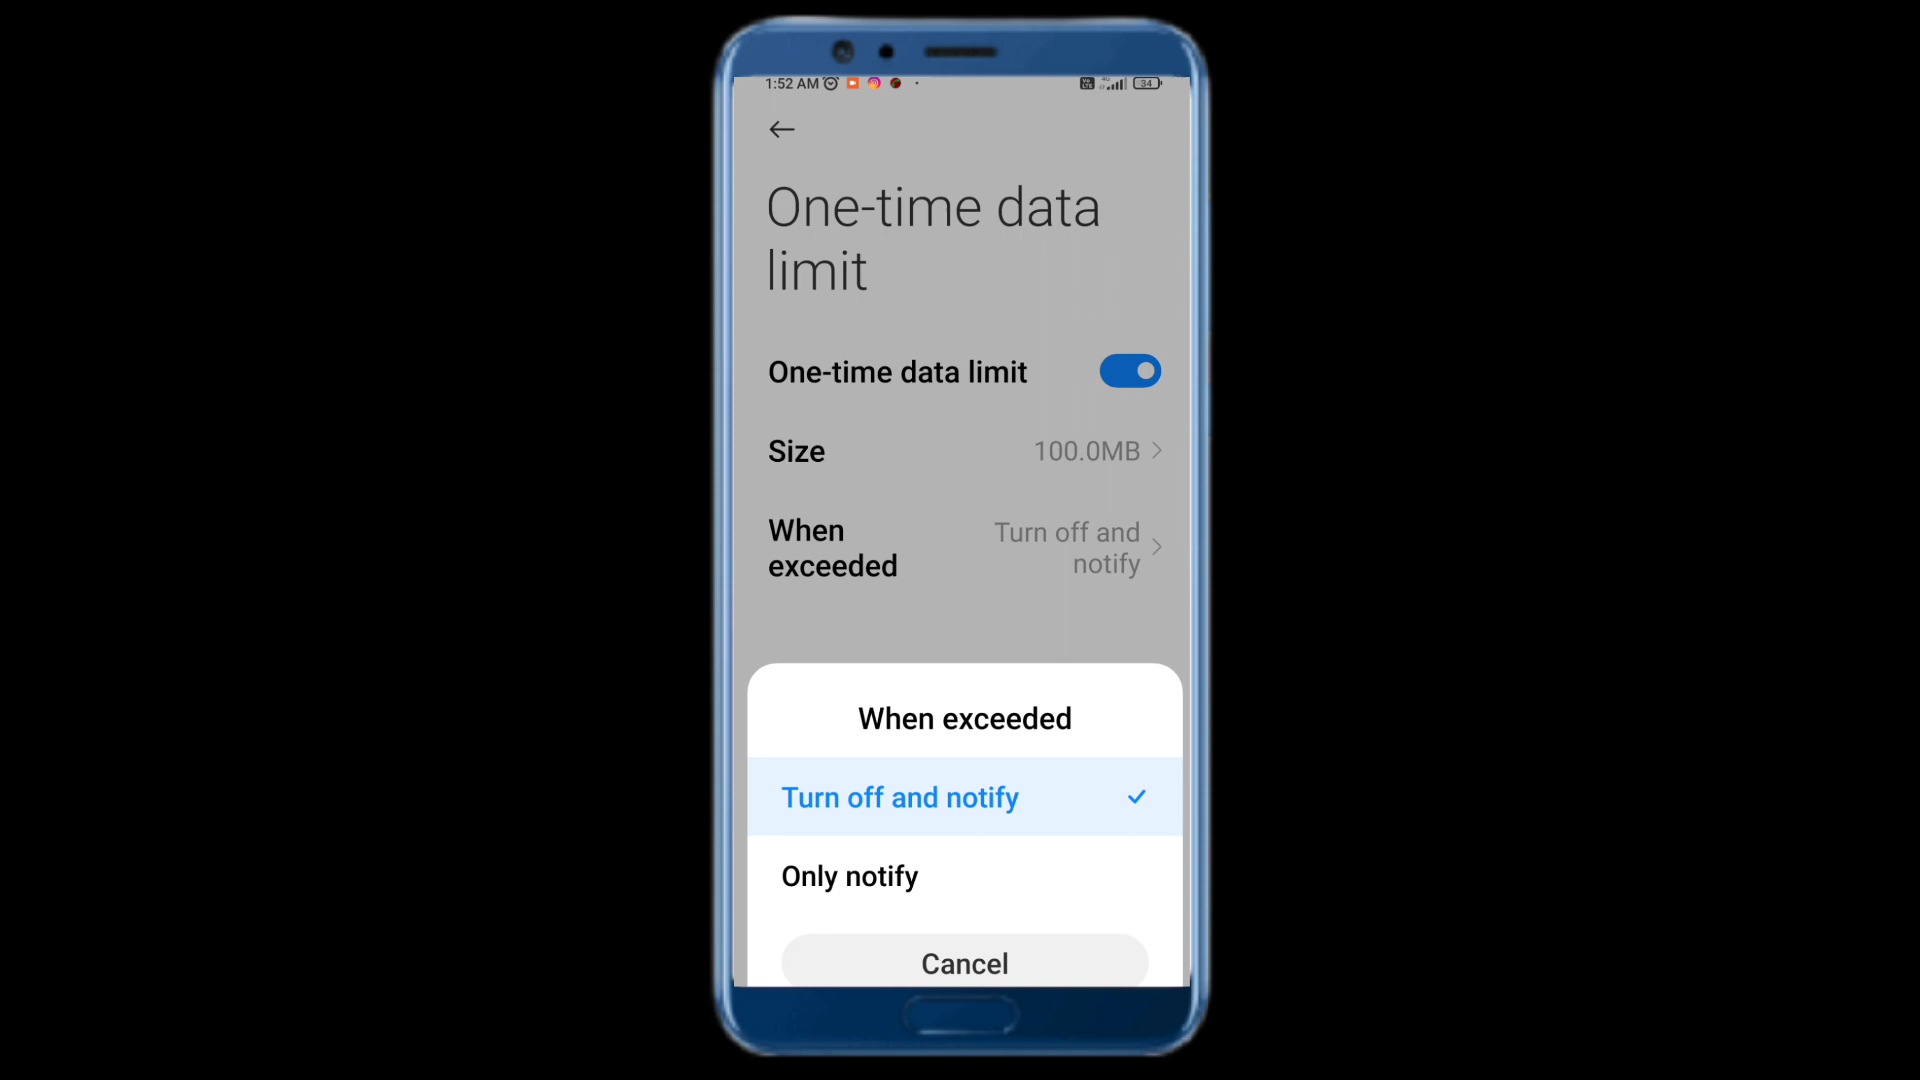 1:52 AM
34
One-time data
limit
One-time data limit
Size 100.0MB
When exceeded Turn off and notify
When exceeded
Turn off and notify
Only notify
Cancel